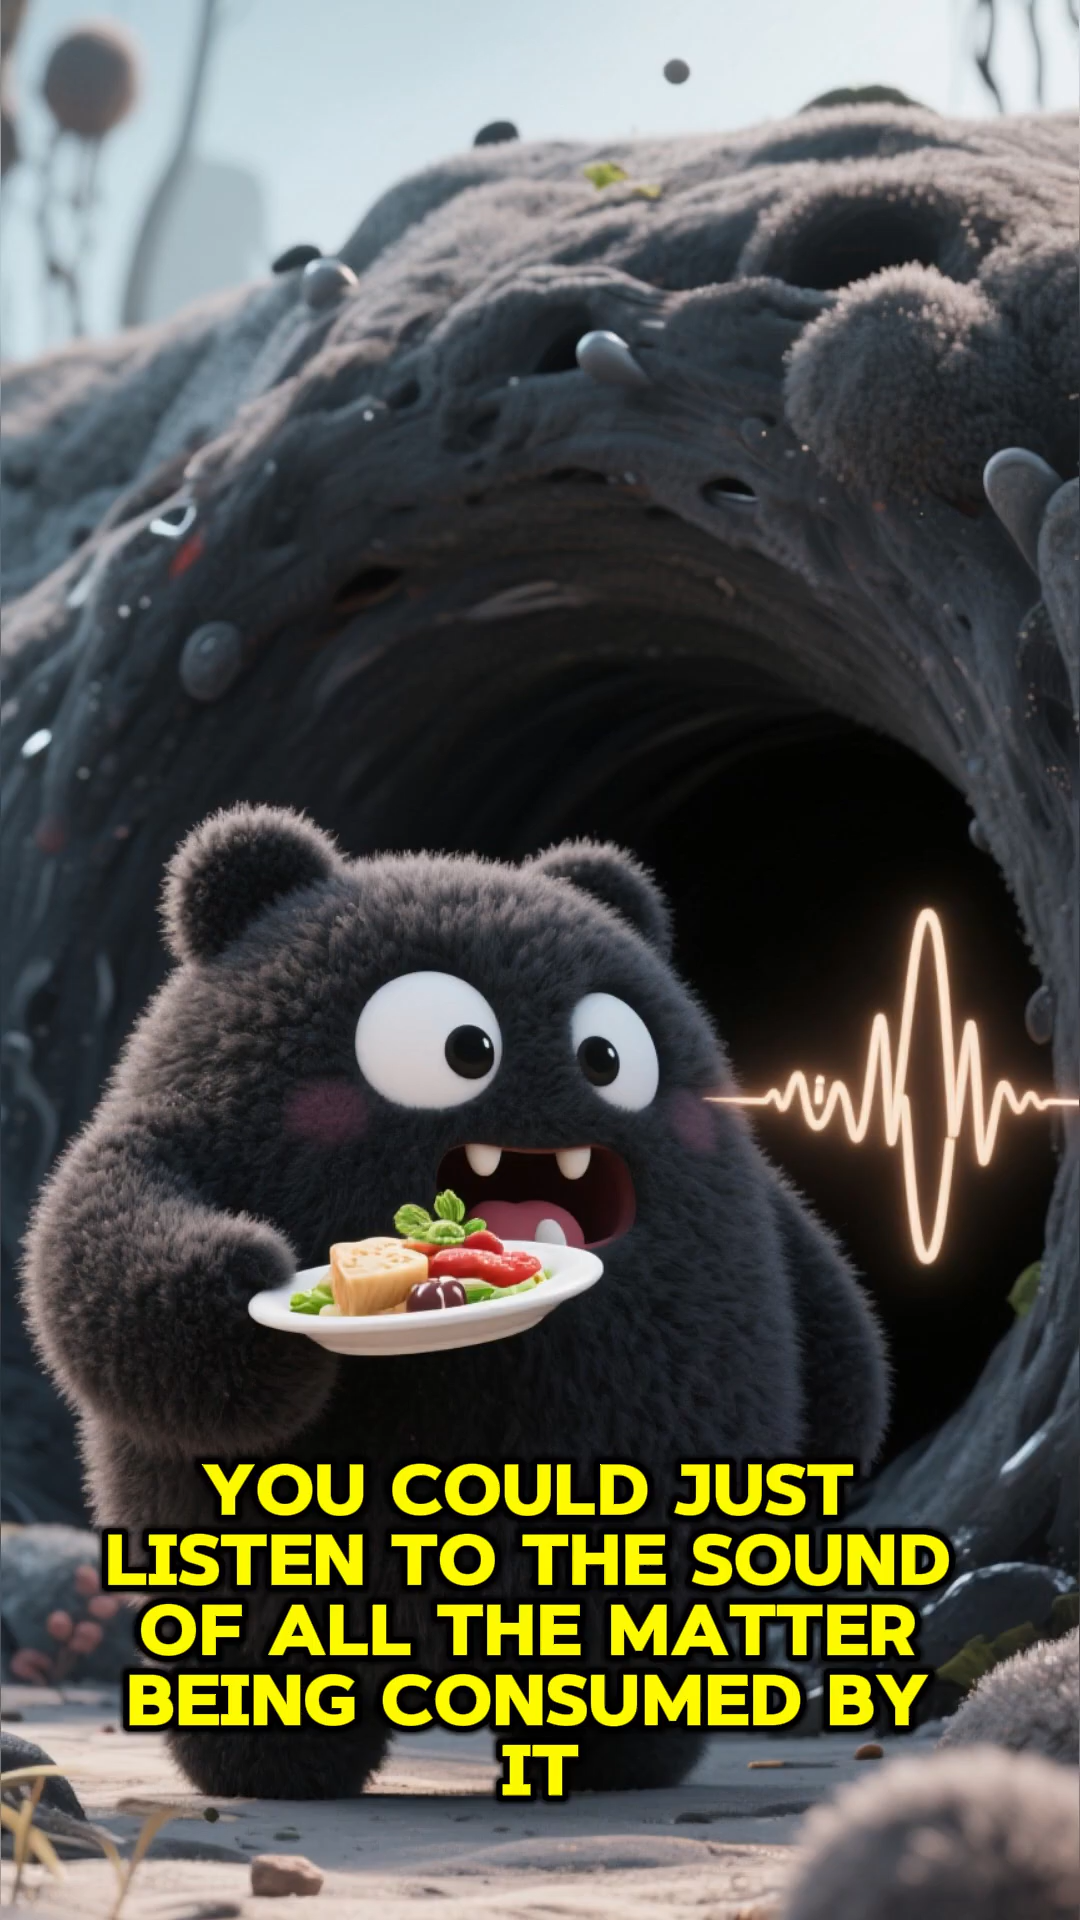 YOU COULD JUST
LISTEN TO THE SOUND
OF ALL THE MATTER
BEING CONSUMED BY
IT